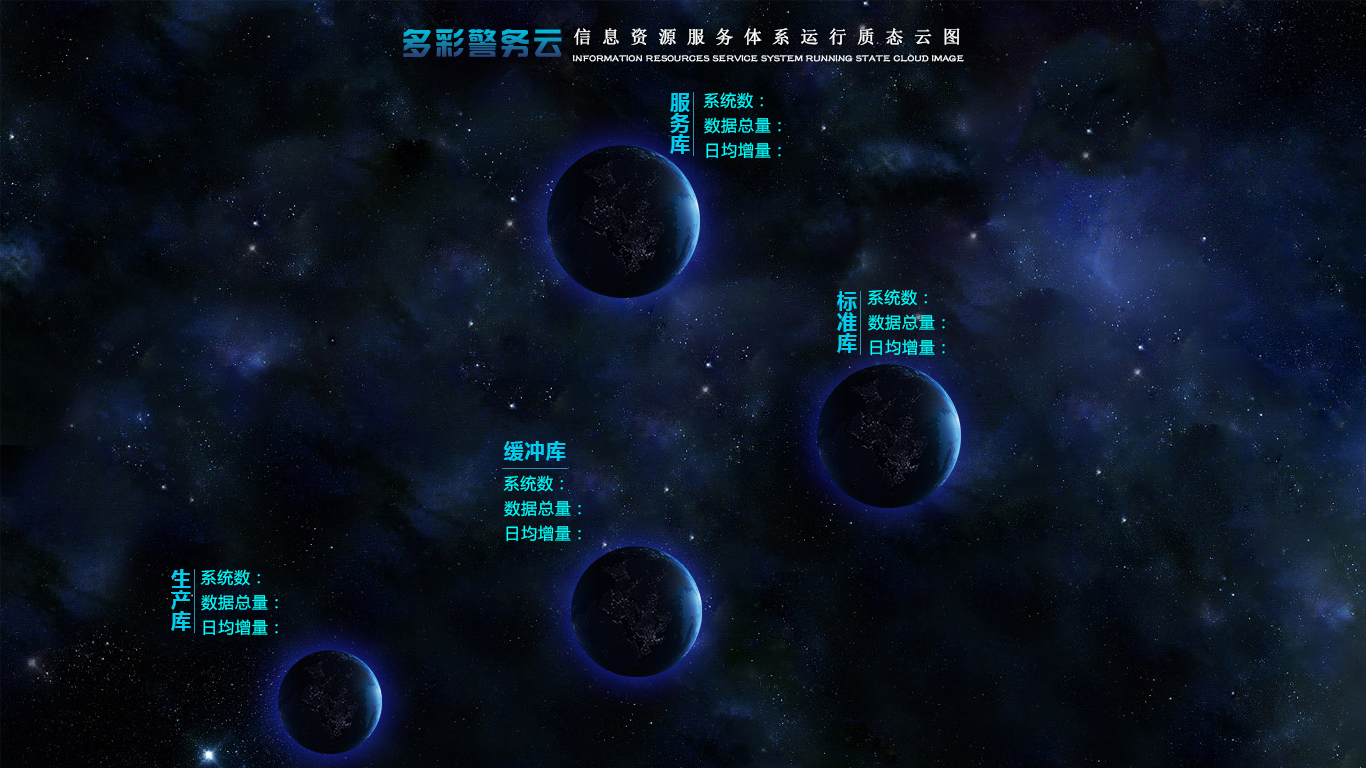 多彩警务云 信息资源服务体系运行质态云图
INFORMATION RESOURCES SERVICE SYSTEM RUNNING STATE CLOUD IMAGE
服务库
系统数：
数据总量：
日均增量：
标准库
系统数：
数据总量：
日均增量：
缓冲库
系统数：
数据总量：
日均增量：
生产库
系统数：
数据总量：
日均增量：